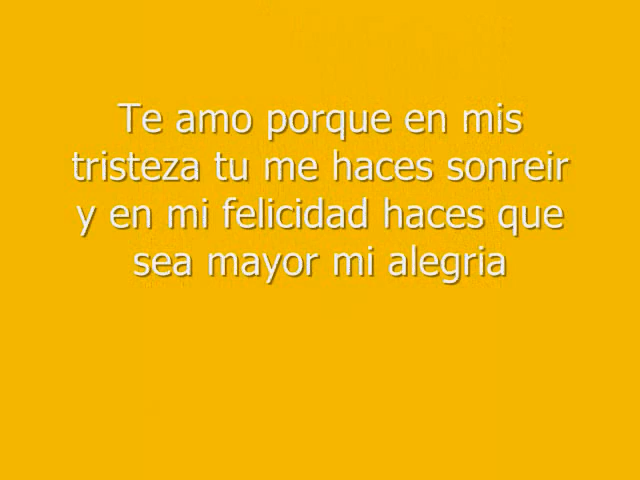 Te amo porque en mis
tristeza tu me haces sonreir
y en mi felicidad haces que
sea mayor mi alegria